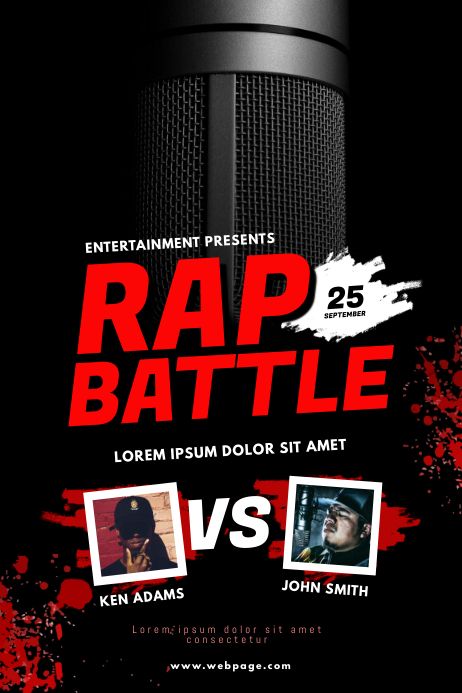 ENTERTAINMENT PRESENTS
RAP
25
SEPTEMBER
BATTLE
LOREM IPSUM DOLOR SIT AMET
VS
KEN ADAMS
JOHN SMITH
Lorem ipsum dolor sit amet
consectetur
www.webpage.com